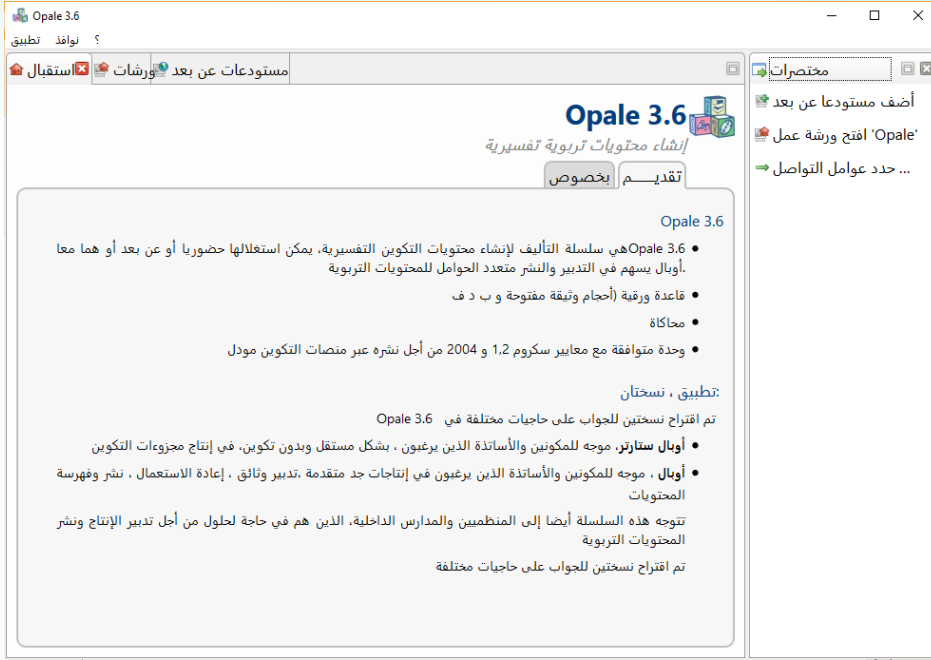 Opale 3.6
تطبيق نوافذ ؟
استقبال
ورشات
مستودعات عن بعد
مختصرات
أضف مستودعا عن بعد
افتح ورشة عمل 'Opale'
حدد عوامل التواصل ...
Opale 3.6
إنشاء محتويات تربوية تفسيرية
تقديـــــم
بخصوص
Opale 3.6
• Opale 3.6هي سلسلة التأليف لإنشاء محتويات التكوين التفسيرية، يمكن استغلالها حضوريا أو عن بعد أو هما معا
.أوبال يسهم في التدبير والنشر متعدد الحوامل للمحتويات التربوية
• قاعدة ورقية (أحجام وثيقة مفتوحة و ب د ف
• محاكاة
• وحدة متوافقة مع معايير سكروم 1,2 و 2004 من أجل نشره عبر منصات التكوين مودل
:تطبيق ، نسختان
تم اقتراح نسختين للجواب على حاجيات مختلفة في Opale 3.6
• أوبال ستارتر، موجه للمكونين والأساتذة الذين يرغبون ، بشكل مستقل وبدون تكوين، في إنتاج مجزوءات التكوين
• أوبال ، موجه للمكونين والأساتذة الذين يرغبون في إنتاجات جد متقدمة ،تدبير وثائق ، إعادة الاستعمال ، نشر وفهرسة
المحتويات
تتوجه هذه السلسلة أيضا إلى المنظميين والمدارس الداخلية، الذين هم في حاجة لحلول من أجل تدبير الإنتاج ونشر
المحتويات التربوية
تم اقتراح نسختين للجواب على حاجيات مختلفة